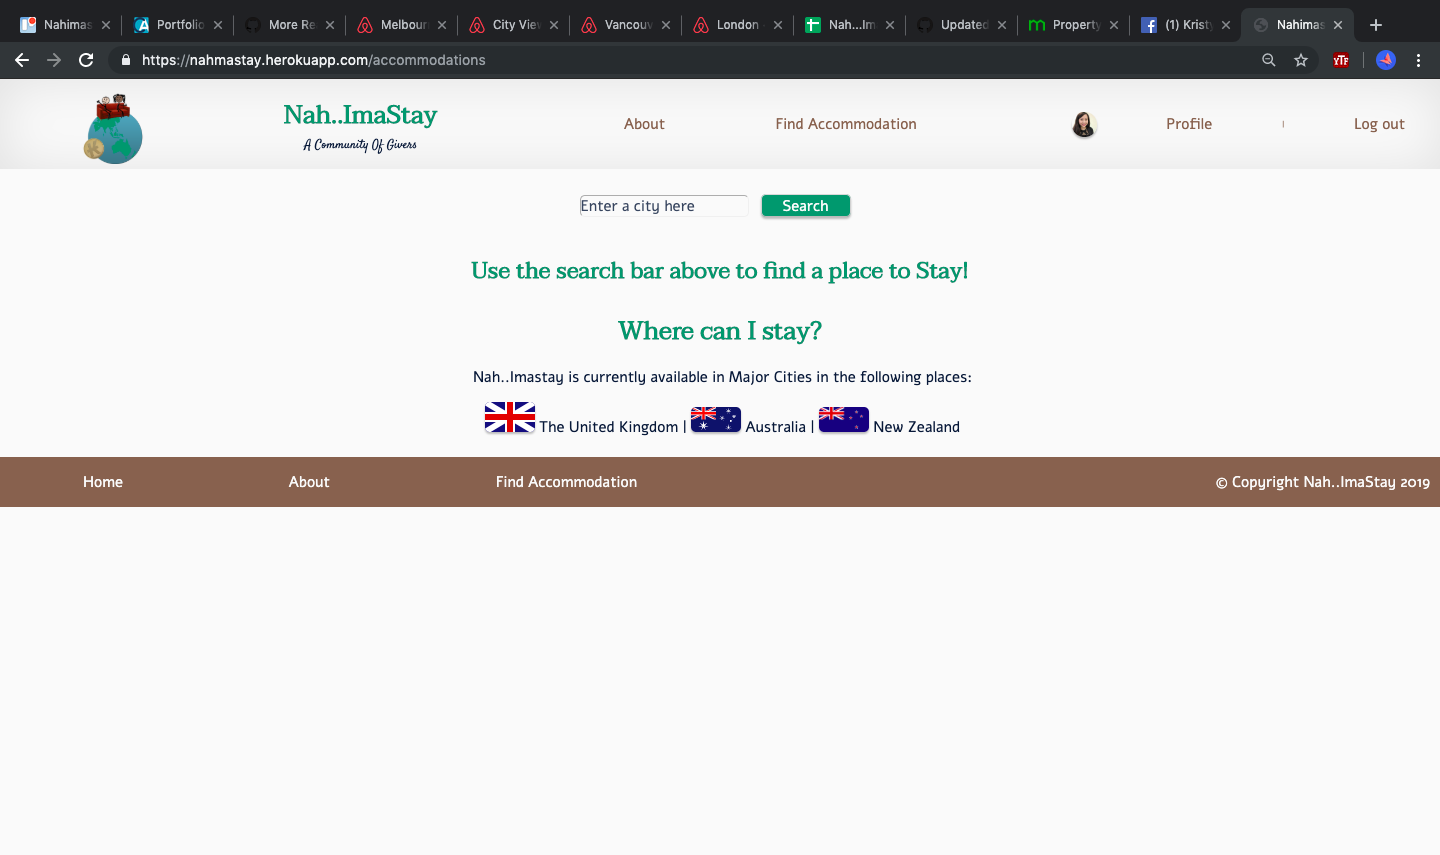 Nahimas
Portfolio
More Re
Melbour
City View
Vancouv
London
Nah...Im
Updated
Property
(1) Kristy
Nahimas
https://nahmastay.herokuapp.com/accommodations
YTF
Nah..ImaStay
A Community Of Givers
About
Find Accommodation
Profile
Log out
Enter a city here
Search
Use the search bar above to find a place to Stay!
Where can I stay?
Nah..Imastay is currently available in Major Cities in the following places:
The United Kingdom | Australia | New Zealand
Home
About
Find Accommodation
© Copyright Nah..ImaStay 2019